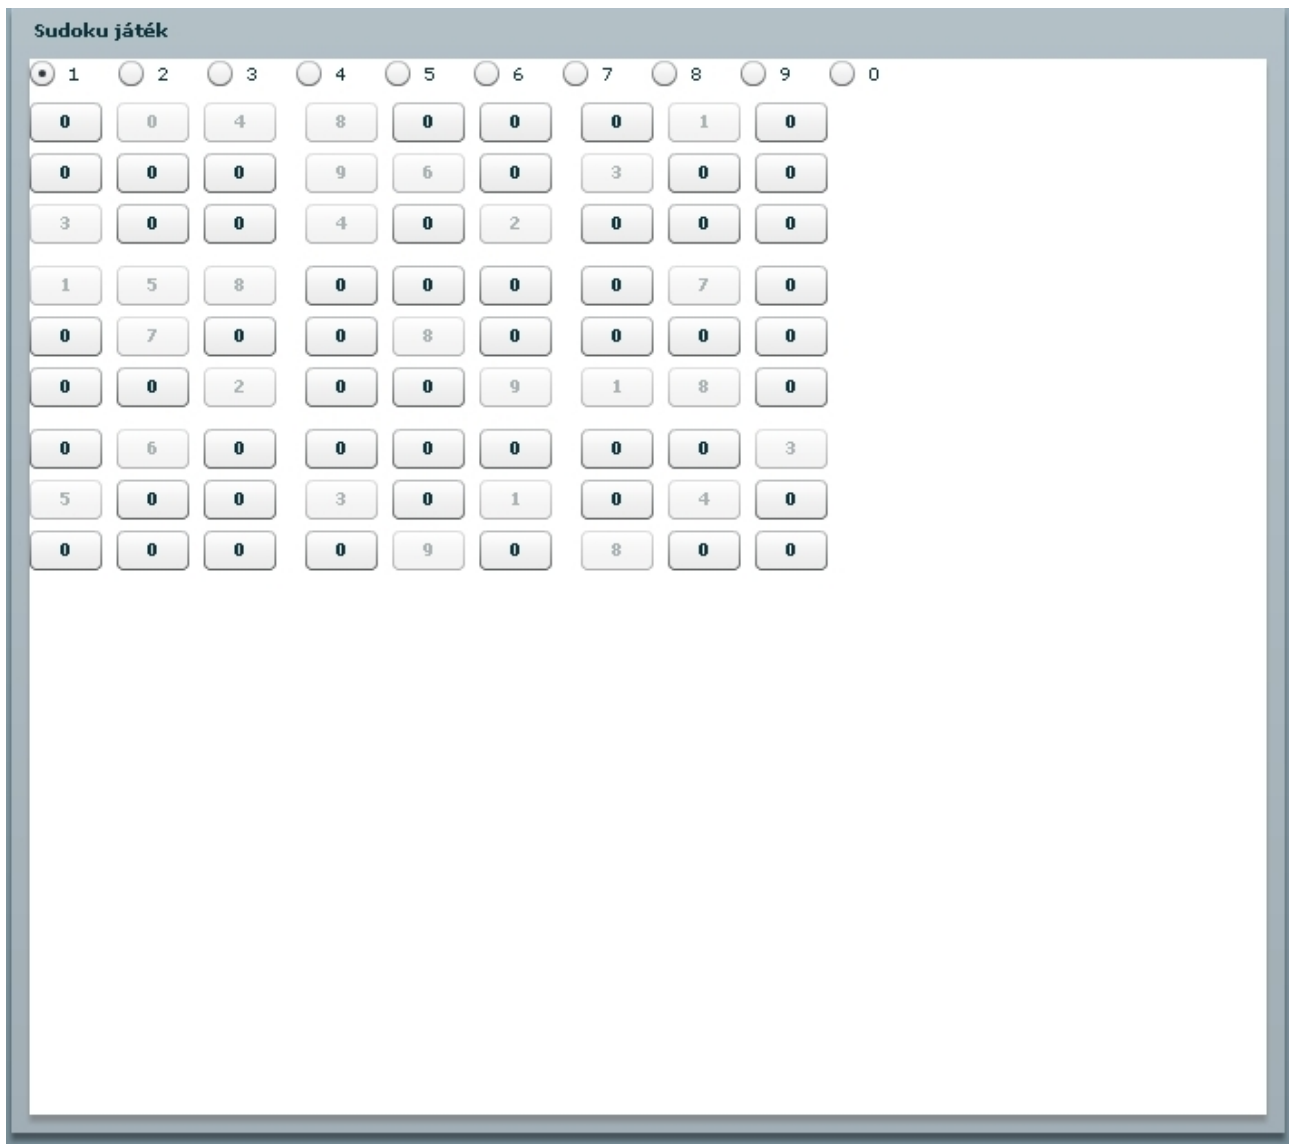 Sudoku játék
1 2 3 4 5 6 7 8 9 0
0 0 4 8 0 0 0 1 0
0 0 0 9 6 0 3 0 0
3 0 0 4 0 2 0 0 0
1 5 8 0 0 0 0 7 0
0 7 0 0 8 0 0 0 0
0 0 2 0 0 9 1 8 0
0 6 0 0 0 0 0 0 3
5 0 0 3 0 1 0 4 0
0 0 0 0 9 0 8 0 0